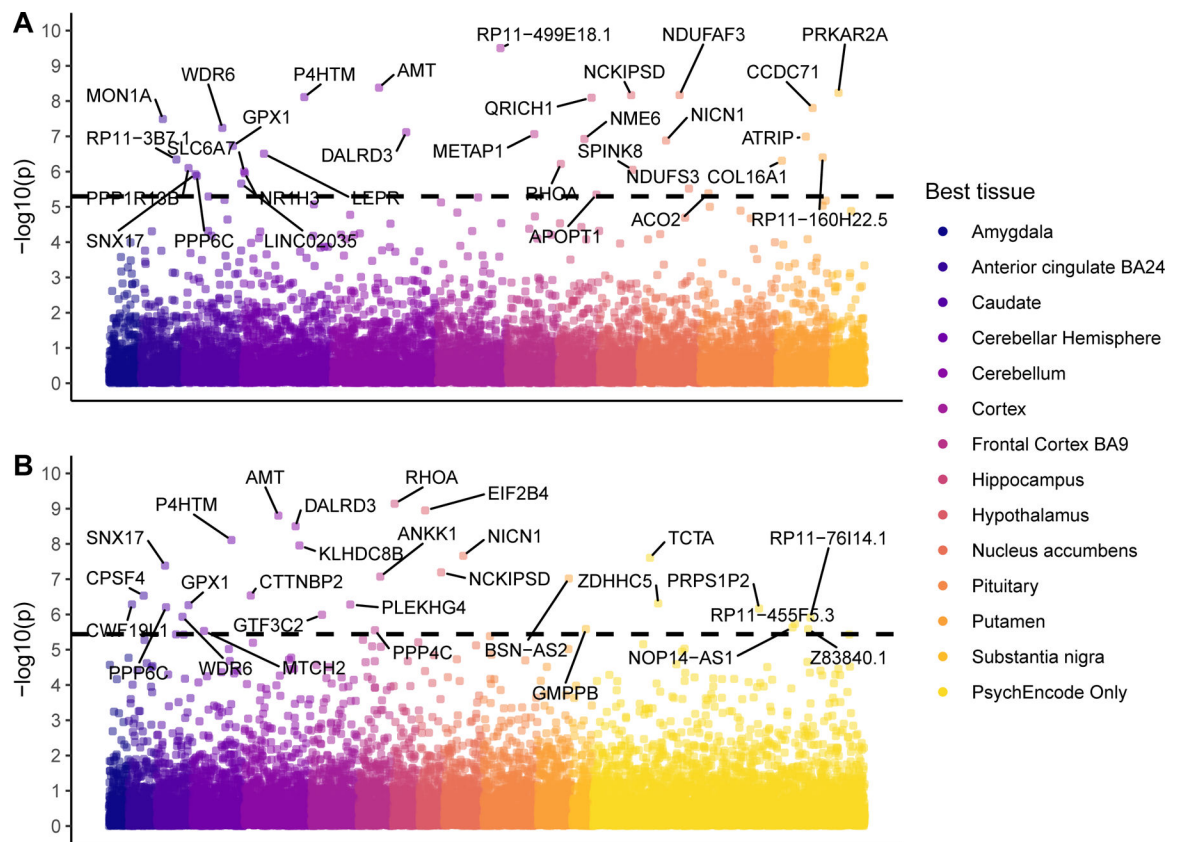 A
10
9
8
7
6
5
4
3
2
1
0
−log10(p)
RP11−499E18.1
NDUFAF3
PRKAR2A
WDR6
P4HTM
AMT
NCKIPSD
CCDC71
MON1A
GPX1
QRICH1
NME6
NICN1
RP11−3B7.1
SLC6A7
DALRD3
METAP1
SPINK8
ATRIP
NDUFS3
COL16A1
PPP1R13B
NR1H3
LEPR
RHOA
SNX17
PPP6C
LINC02035
APOPT1
ACO2
RP11−160H22.5
Best tissue
Amygdala
Anterior cingulate BA24
Caudate
Cerebellar Hemisphere
Cerebellum
Cortex
Frontal Cortex BA9
Hippocampus
Hypothalamus
Nucleus accumbens
Pituitary
Putamen
Substantia nigra
PsychEncode Only
B
10
9
8
7
6
5
4
3
2
1
0
−log10(p)
AMT
RHOA
EIF2B4
P4HTM
DALRD3
SNX17
KLHDC8B
ANKK1
NICN1
TCTA
RP11−76I14.1
CPSF4
GPX1
CTTNBP2
NCKIPSD
ZDHHC5
PRPS1P2
PLEKHG4
RP11−455F5.3
CWF19L1
GTF3C2
PPP6C
WDR6
MTCH2
PPP4C
BSN−AS2
NOP14−AS1
Z83840.1
GMPPB